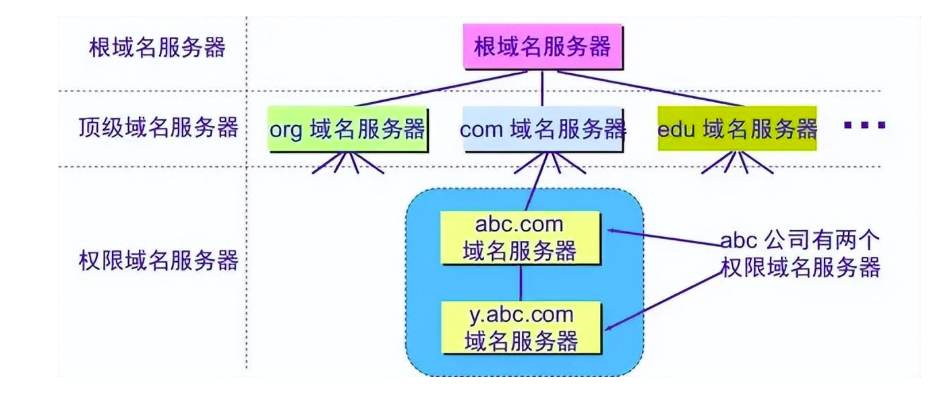 根域名服务器
根域名服务器
顶级域名服务器
org 域名服务器
com 域名服务器
edu 域名服务器
权限域名服务器
abc.com
域名服务器
y.abc.com
域名服务器
abc 公司有两个
权限域名服务器